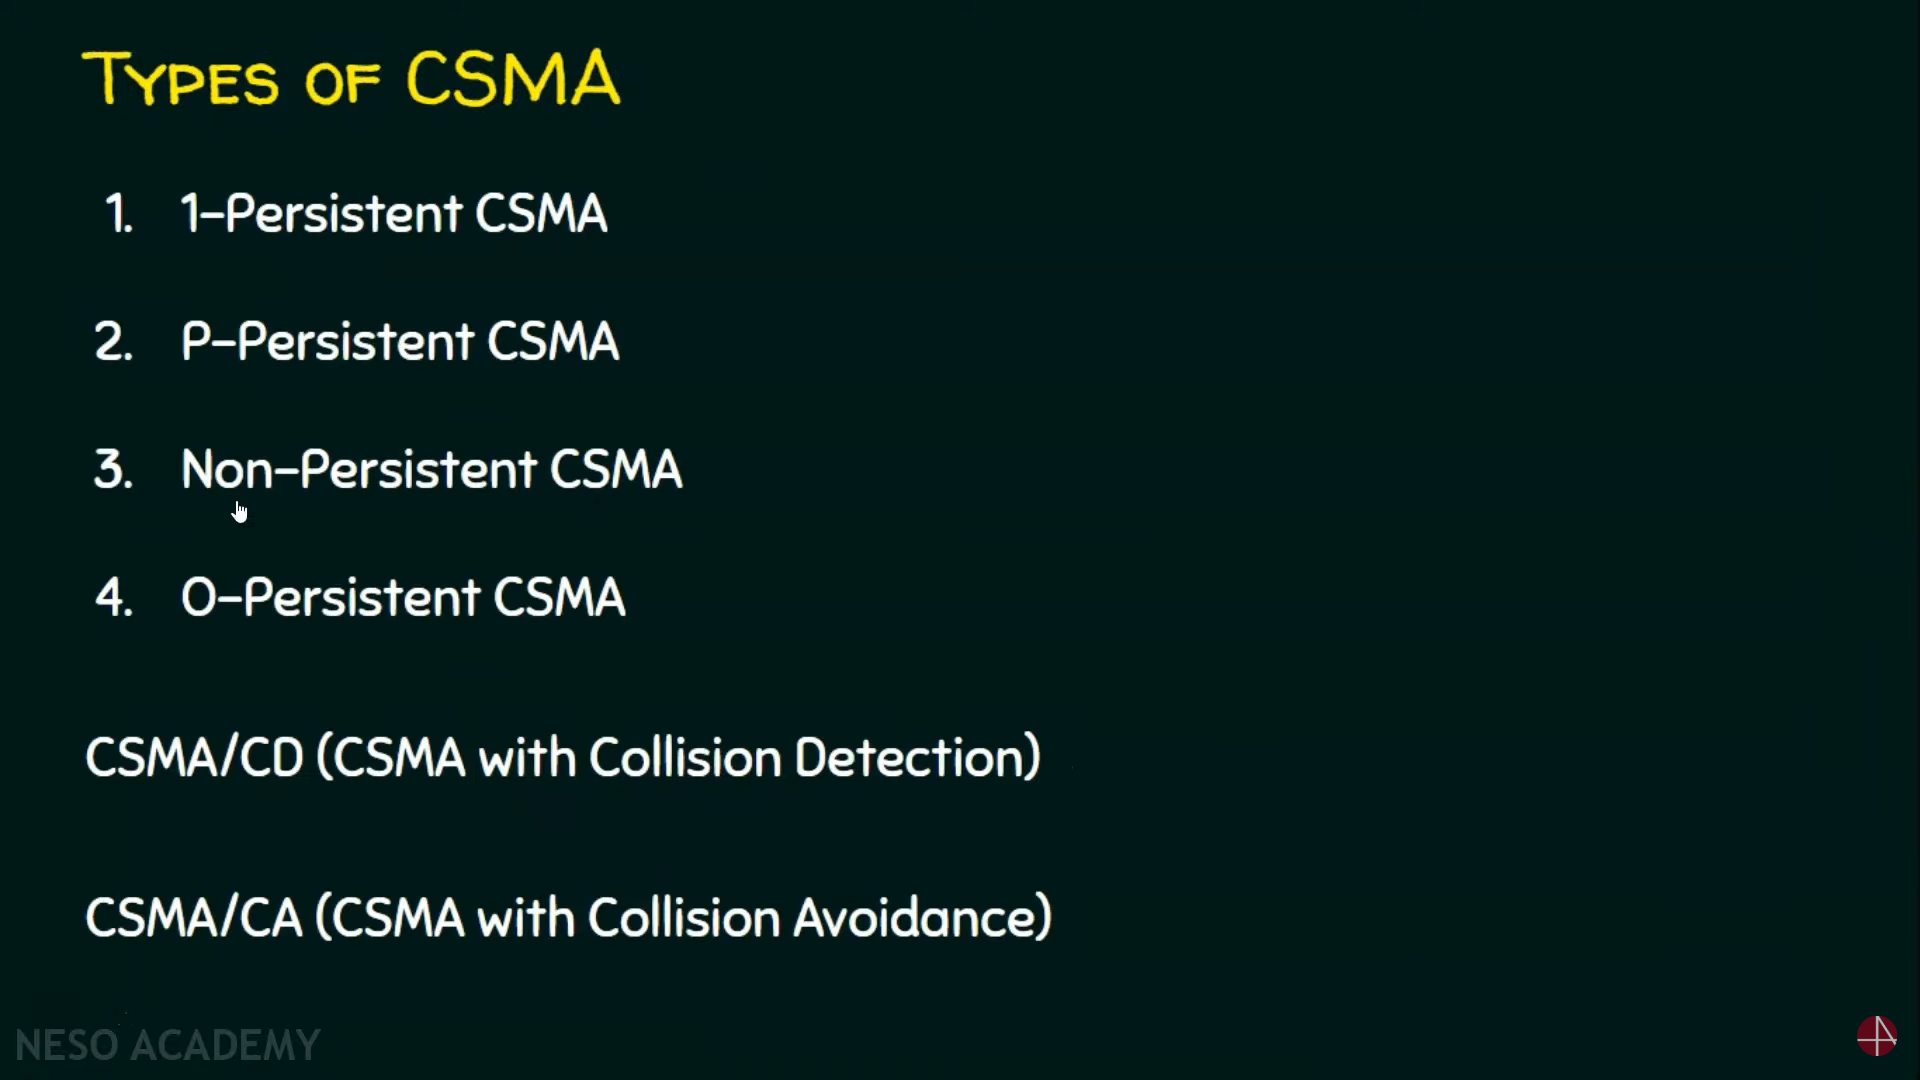 TYPES OF CSMA
1. 1-Persistent CSMA
2. P-Persistent CSMA
3. Non-Persistent CSMA
4. O-Persistent CSMA
CSMA/CD (CSMA with Collision Detection)
CSMA/CA (CSMA with Collision Avoidance)
NESO ACADEMY